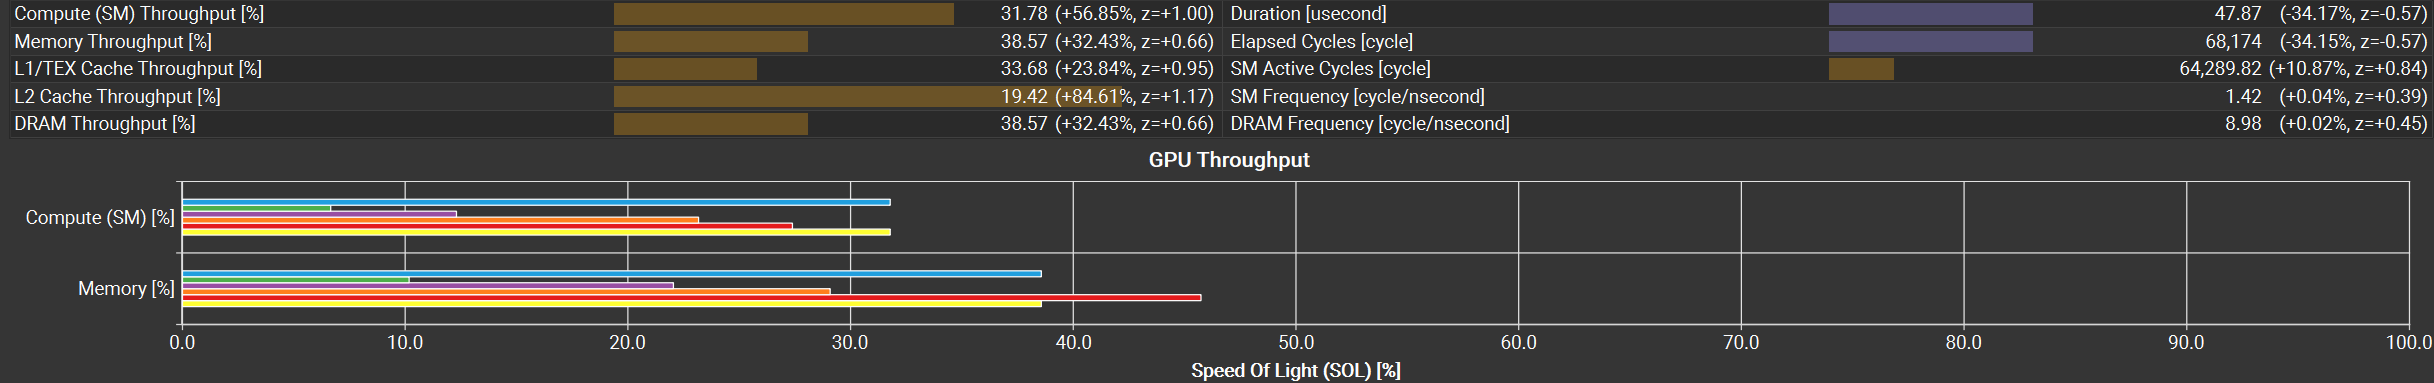 Compute (SM) Throughput [%] 31.78 (+56.85%, z=+1.00) Duration [usecond] 47.87 (-34.17%, z=-0.57)
Memory Throughput [%] 38.57 (+32.43%, z=+0.66) Elapsed Cycles [cycle] 68,174 (-34.15%, z=-0.57)
L1/TEX Cache Throughput [%] 33.68 (+23.84%, z=+0.95) SM Active Cycles [cycle] 64,289.82 (+10.87%, z=+0.84)
L2 Cache Throughput [%] 19.42 (+84.61%, z=+1.17) SM Frequency [cycle/nsecond] 1.42 (+0.04%, z=+0.39)
DRAM Throughput [%] 38.57 (+32.43%, z=+0.66) DRAM Frequency [cycle/nsecond] 8.98 (+0.02%, z=+0.45)
GPU Throughput
Compute (SM) [%]
Memory [%]
0.0 10.0 20.0 30.0 40.0 50.0 60.0 70.0 80.0 90.0 100.0
Speed Of Light (SOL) [%]